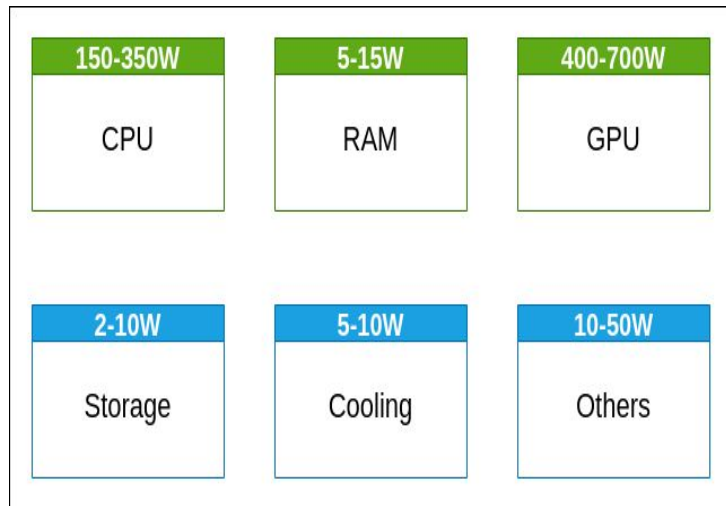 150-350W
5-15W
400-700W
CPU
RAM
GPU
2-10W
5-10W
10-50W
Storage
Cooling
Others